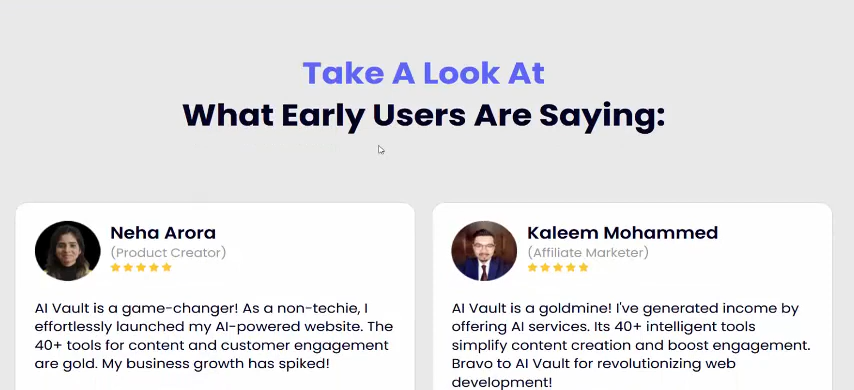 Take A Look At
What Early Users Are Saying:
Neha Arora
(Product Creator)
AI Vault is a game-changer! As a non-techie, I
effortlessly launched my AI-powered website. The
40+ tools for content and customer engagement
are gold. My business growth has spiked!
Kaleem Mohammed
(Affiliate Marketer)
AI Vault is a goldmine! I've generated income by
offering AI services. Its 40+ intelligent tools
simplify content creation and boost engagement.
Bravo to AI Vault for revolutionizing web
development!